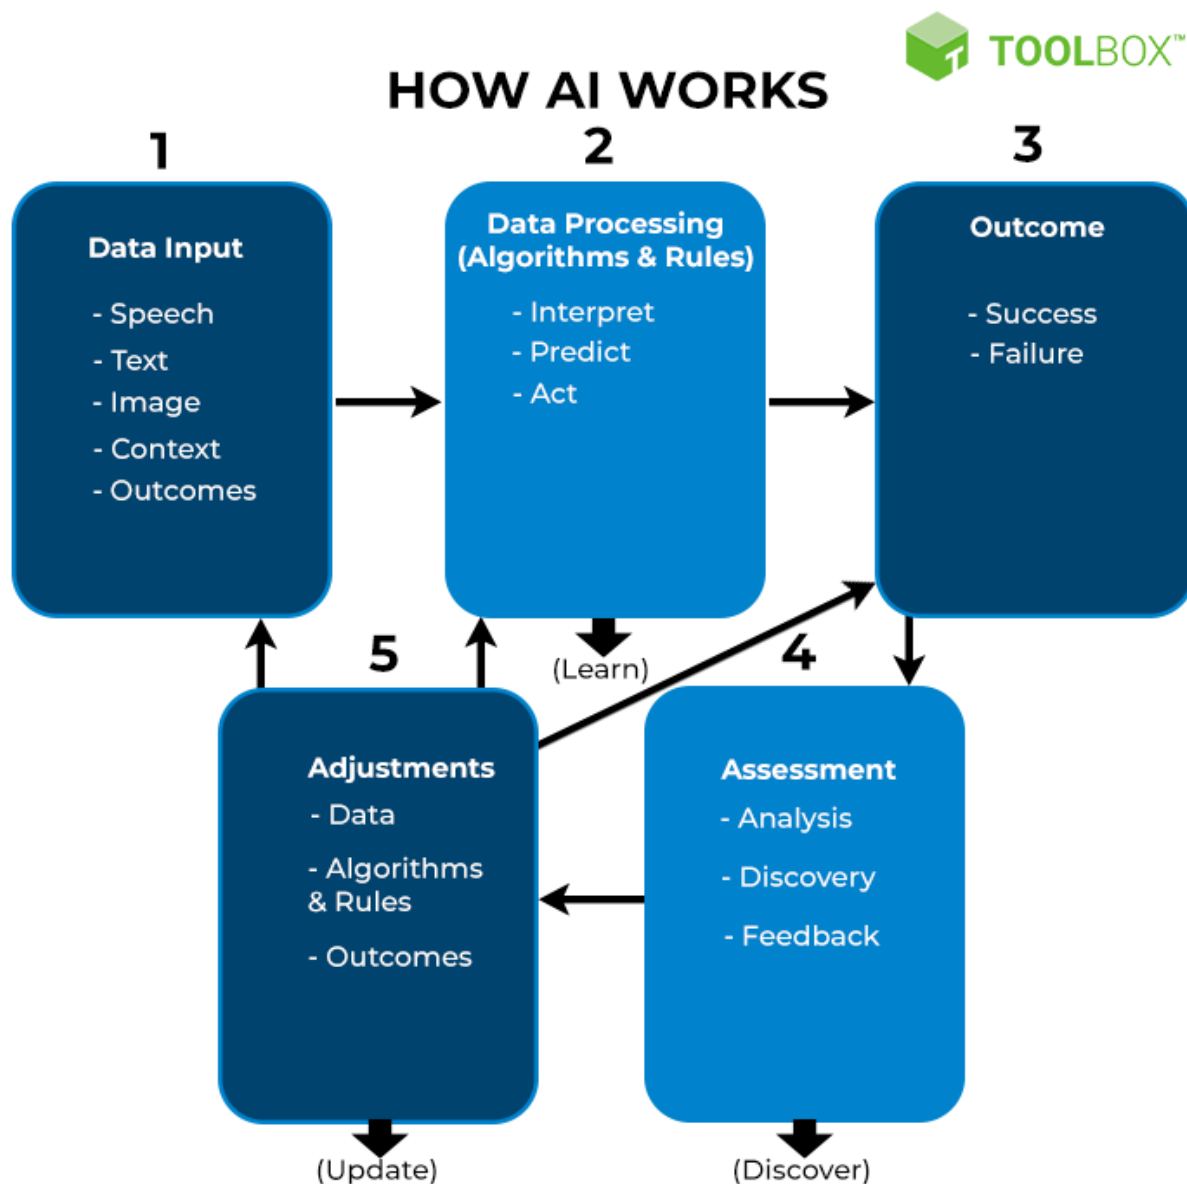 TOOLBOX™
HOW AI WORKS
1
Data Input
- Speech
- Text
- Image
- Context
- Outcomes
2
Data Processing
(Algorithms & Rules)
- Interpret
- Predict
- Act
(Learn)
3
Outcome
- Success
- Failure
4
Assessment
- Analysis
- Discovery
- Feedback
(Discover)
5
Adjustments
- Data
- Algorithms
& Rules
- Outcomes
(Update)